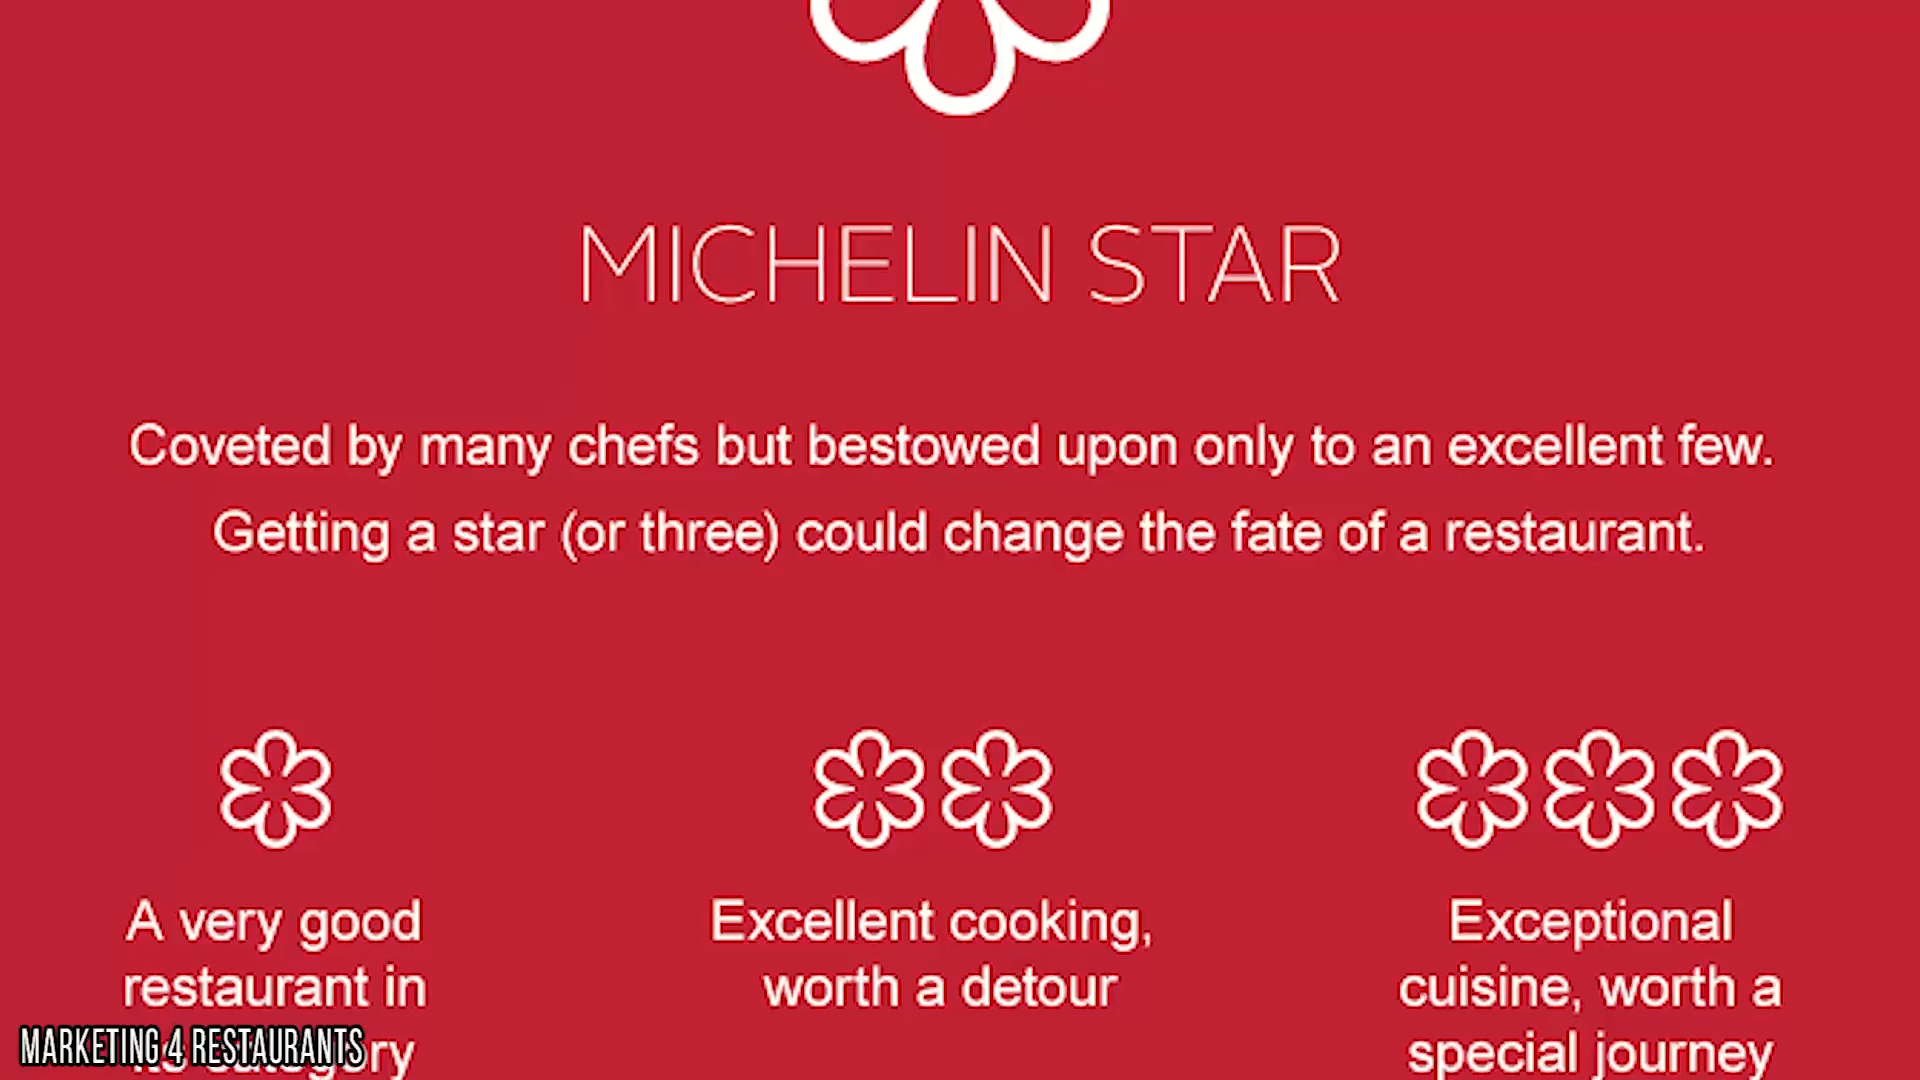 MICHELIN STAR
Coveted by many chefs but bestowed upon only to an excellent few.
Getting a star (or three) could change the fate of a restaurant.
A very good
restaurant in
Excellent cooking,
worth a detour
Exceptional
cuisine, worth a
special journey
MARKETING 4 RESTAURANTS